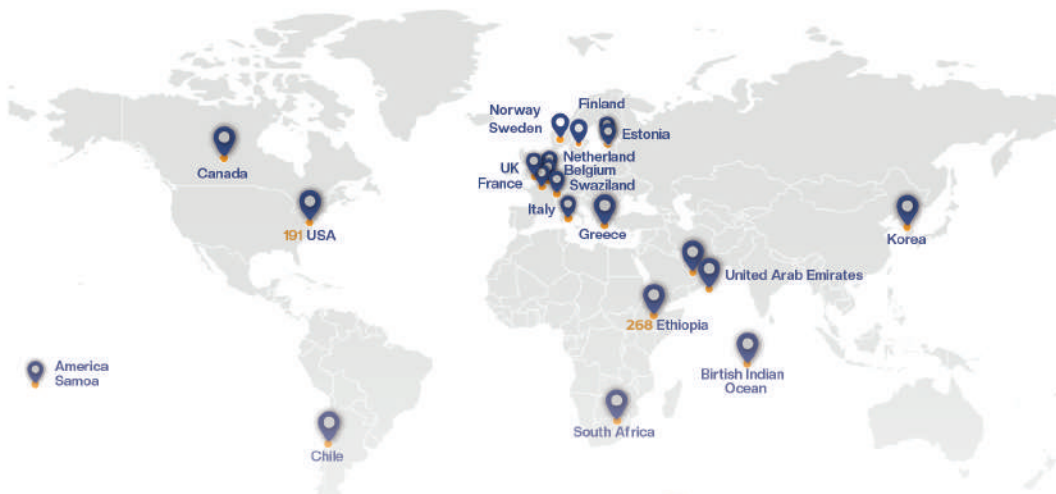 Finland
Norway
Sweden
Estonia
Netherland
UK
Belgium
France
Swaziland
Canada
Italy
191 USA
Greece
Korea
United Arab Emirates
268 Ethiopia
America
Samoa
Birtish Indian
Ocean
South Africa
Chile